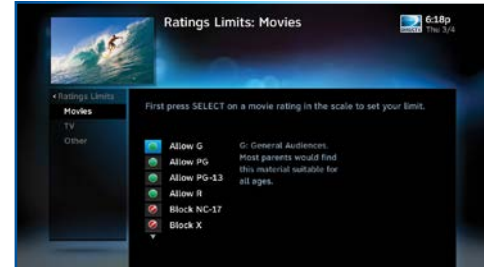 Ratings Limits: Movies
DIRECTV
6:18p
Thu 3/4
Ratings Limits
Movies
TV
Other
First press SELECT on a movie rating in the scale to set your limit.
Allow G
Allow PG
Allow PG-13
Allow R
Block NC-17
Block X
G: General Audiences.
Most parents would find
this material suitable for
all ages.